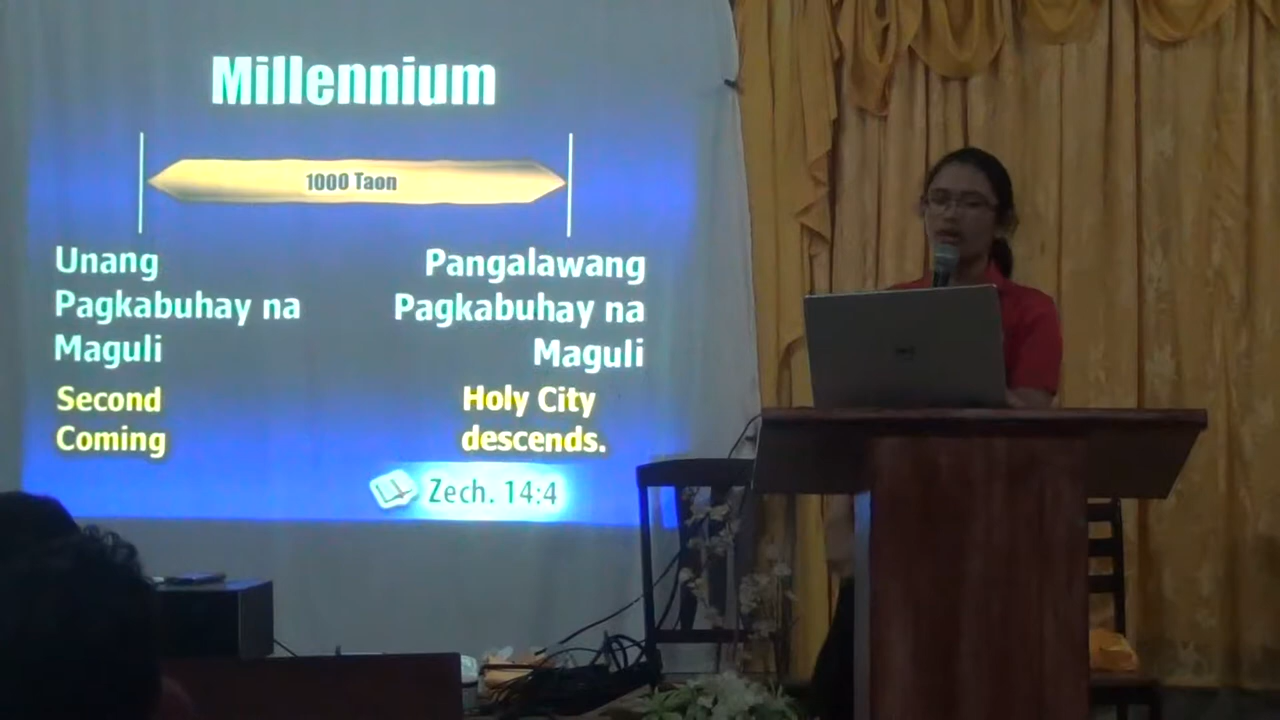 Millennium
1000 Taon
Unang
Pagkabuhay na
Maguli
Pangalawang
Pagkabuhay na
Maguli
Second
Coming
Holy City
descends.
Zech. 14:4